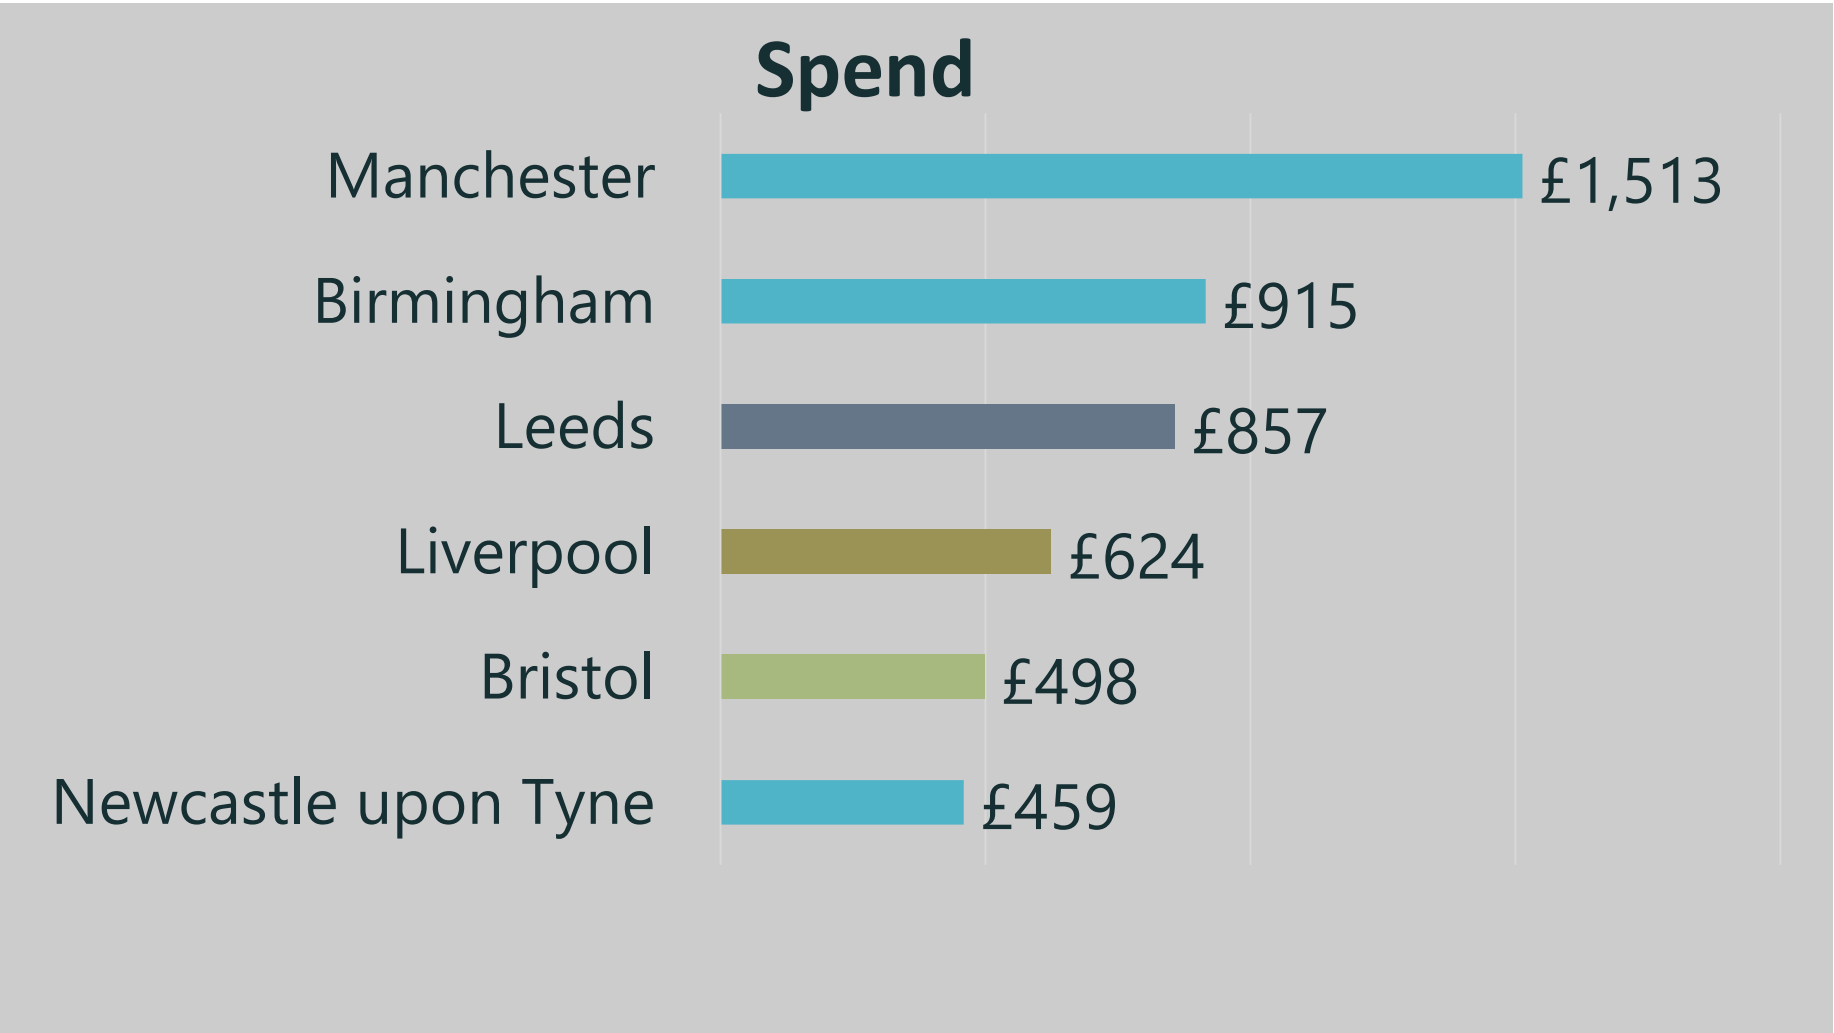 Spend
Manchester £1,513
Birmingham £915
Leeds £857
Liverpool £624
Bristol £498
Newcastle upon Tyne £459